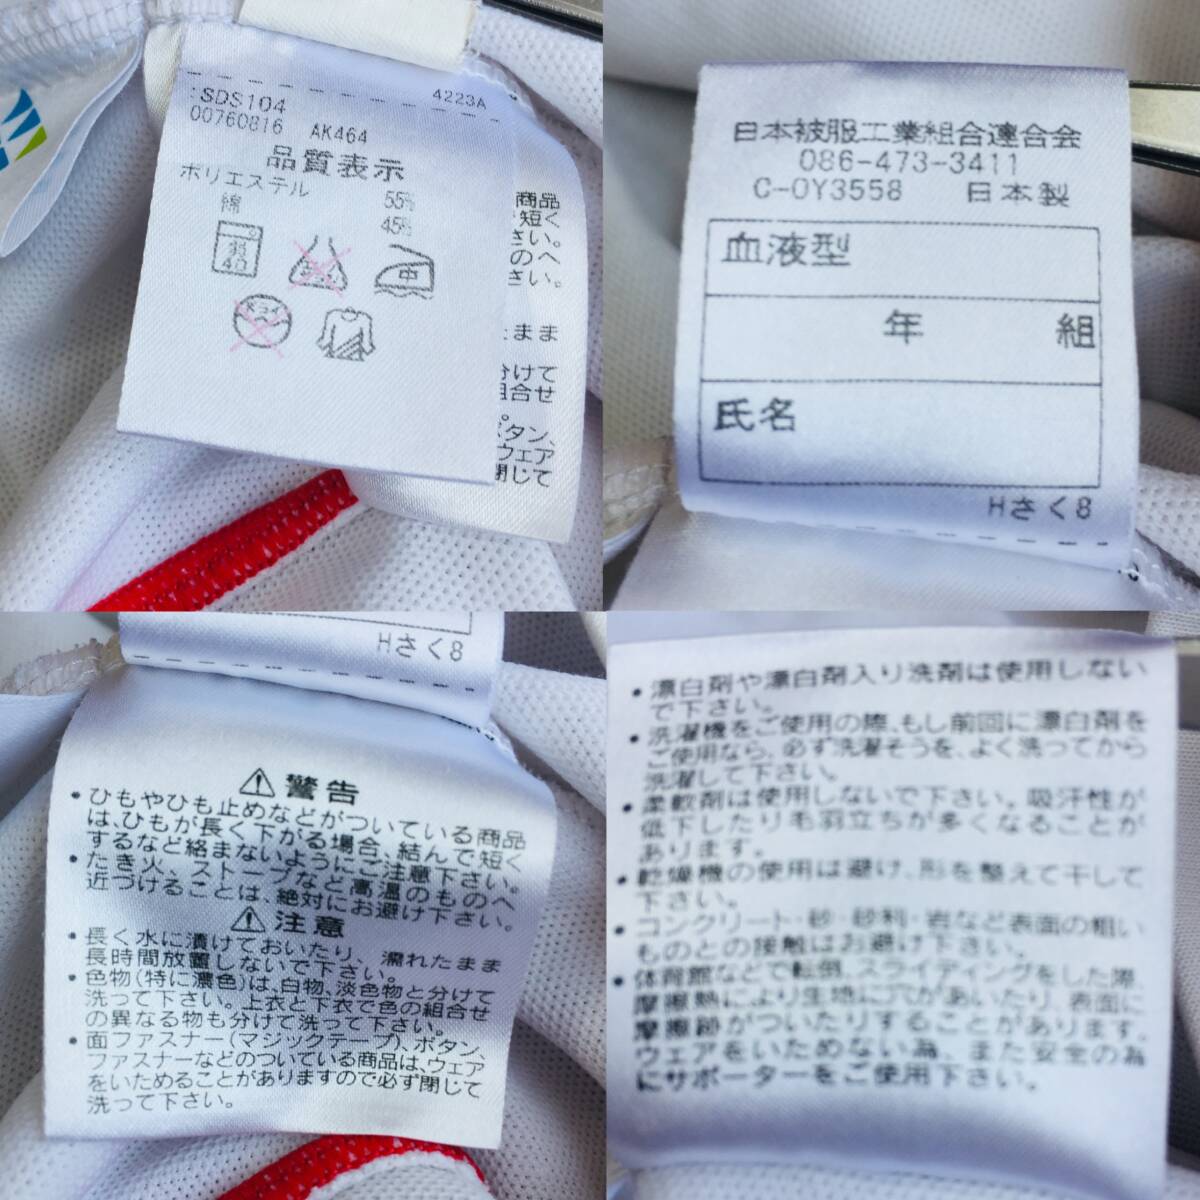 :SDS104
4223A
00760816 AK464
品質表示
ポリエステル 55%
綿 45%
弱
40
中
商品
短く
さい。
のへ
さい。
たまま
分けて
組合せ
ボタン、
ウェア
閉じて
日本被服工業組合連合会
086-473-3411
C-OY3558 日本製
血液型
年 組
氏名
Hさくら
Hさくら
⚠警告
・ひもやひも止めなどがついている商品
は、ひもが長く下がる場合、結んで短く
するなど絡まないようにご注意下さい。
・たき火、ストーブなど高温のものへ
近づけることは、絶対にお避け下さい。
⚠注意
・長く水に漬けておいたり、濡れたまま
長時間放置しないで下さい。
・色物(特に濃色)は、白物、淡色物と分けて
洗って下さい。上衣と下衣で色の組合せ
の異なる物も分けて洗って下さい。
・面ファスナー(マジックテープ)、ボタン、
ファスナーなどのついている商品は、ウェア
をいためることがありますので必ず閉じて
洗って下さい。
・漂白剤や漂白剤入り洗剤は使用しない
で下さい。
・洗濯機をご使用の際、もし前回に漂白剤を
ご使用なら、必ず洗濯そうを、よく洗ってから
洗濯して下さい。
・柔軟剤は使用しないで下さい。吸汗性が
低下したり毛羽立ちが多くなることが
あります。
・乾燥機の使用は避け、形を整えて干して
下さい。
・コンクリート・砂・砂利・岩など表面の粗い
ものとの接触はお避け下さい。
・体育館などで転倒、スライディングをした際、
摩擦熱により生地に穴があいたり、表面に
摩擦跡がついたりすることがあります。
ウェアをいためない為、また安全の為
にサポーターをご使用下さい。